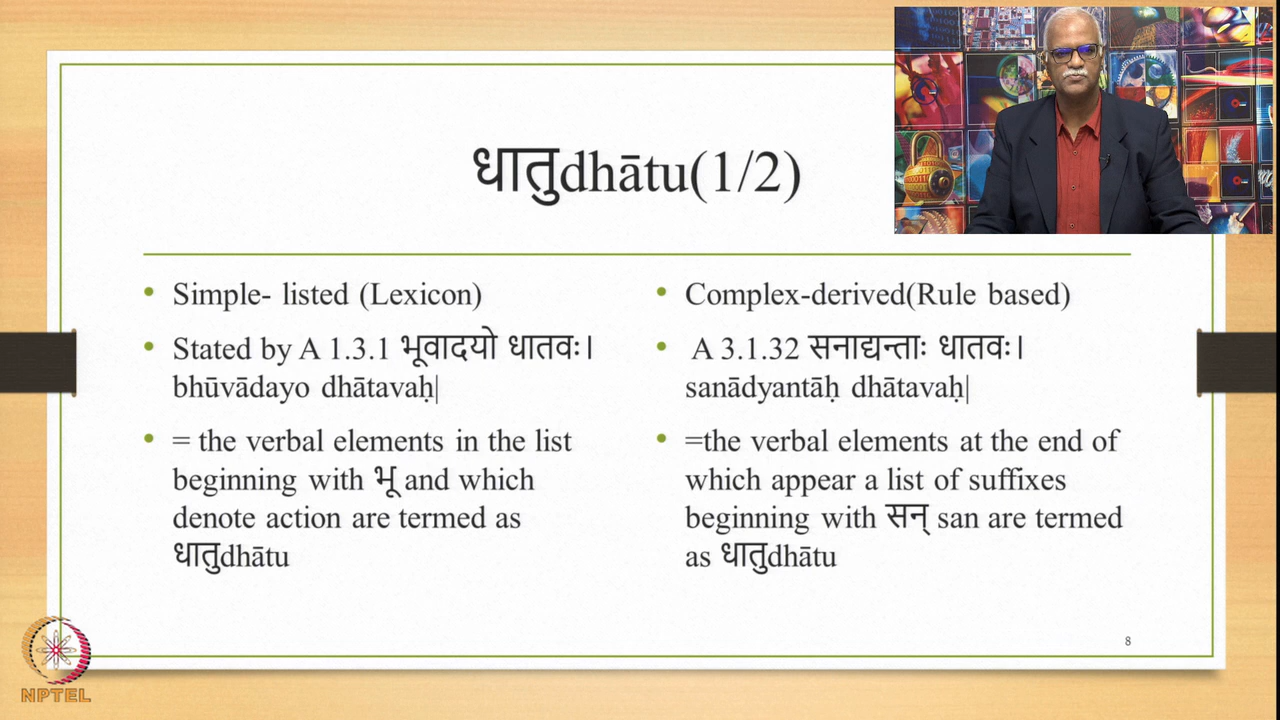 धातुdhātu(1/2)
• Simple- listed (Lexicon)
• Stated by A 1.3.1 भूवादयो धातवः।
bhūvādayo dhātavaḥ|
• = the verbal elements in the list
beginning with भू and which
denote action are termed as
धातुdhātu
• Complex-derived(Rule based)
• A 3.1.32 सनाद्यन्ताः धातवः।
sanādyantāḥ dhātavaḥ|
• =the verbal elements at the end of
which appear a list of suffixes
beginning with सन् san are termed
as धातुdhātu
8
NPTEL